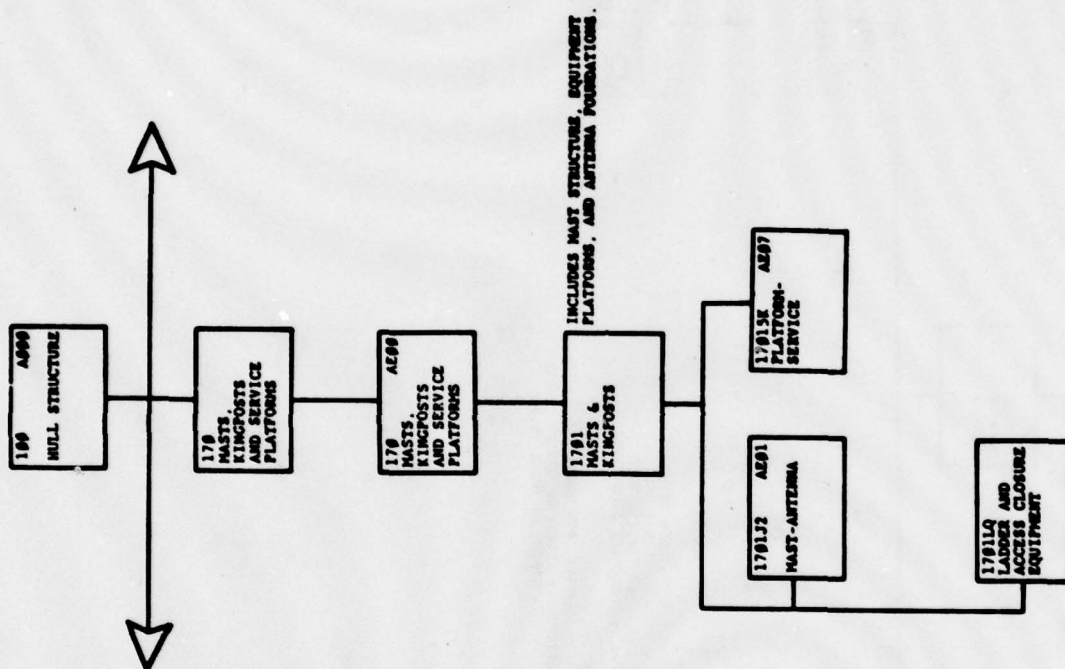 100 A000
HULL STRUCTURE
170
MASTS,
KINGPOSTS
AND SERVICE
PLATFORMS
170 AE00
MASTS,
KINGPOSTS
AND SERVICE
PLATFORMS
1701
MASTS &
KINGPOSTS
INCLUDES MAST STRUCTURE, EQUIPMENT
PLATFORMS, AND ANTENNA FOUNDATIONS.
1701J2 AE01
MAST-ANTENNA
1701SK AE07
PLATFORM-
SERVICE
1701LQ
LADDER AND
ACCESS CLOSURE
EQUIPMENT